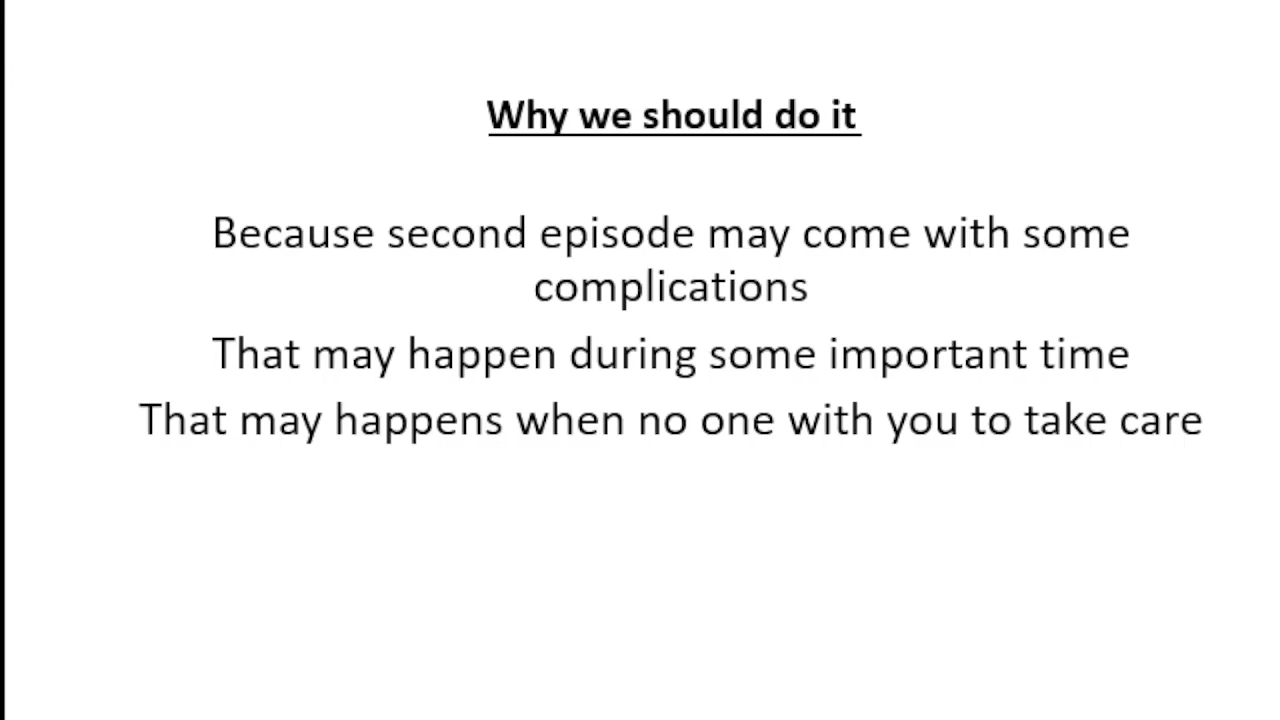 Why we should do it
Because second episode may come with some
complications
That may happen during some important time
That may happens when no one with you to take care